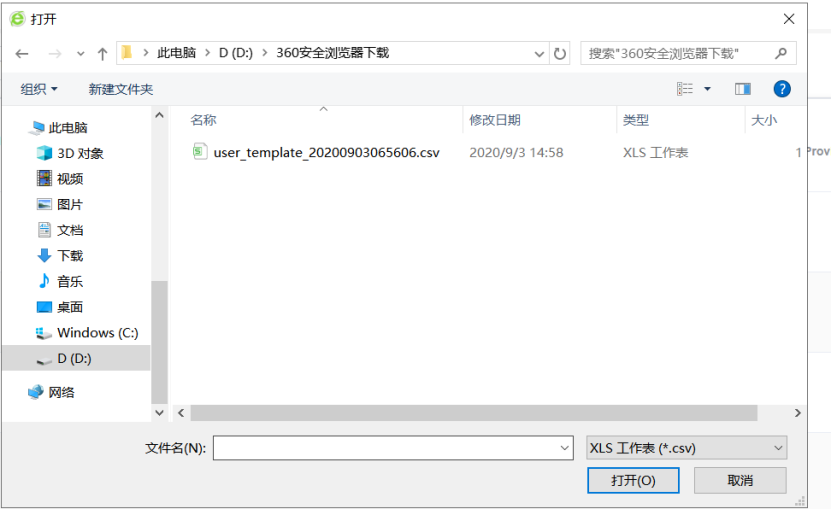 打开
此电脑 > D (D:) > 360安全浏览器下载
搜索"360安全浏览器下载"
组织 新建文件夹
名称 修改日期 类型 大小
user_template_20200903065606.csv 2020/9/3 14:58 XLS 工作表 1
Prov
此电脑
3D 对象
视频
图片
文档
下载
音乐
桌面
Windows (C:)
D (D:)
网络
文件名(N):
XLS 工作表 (*.csv)
打开(O) 取消